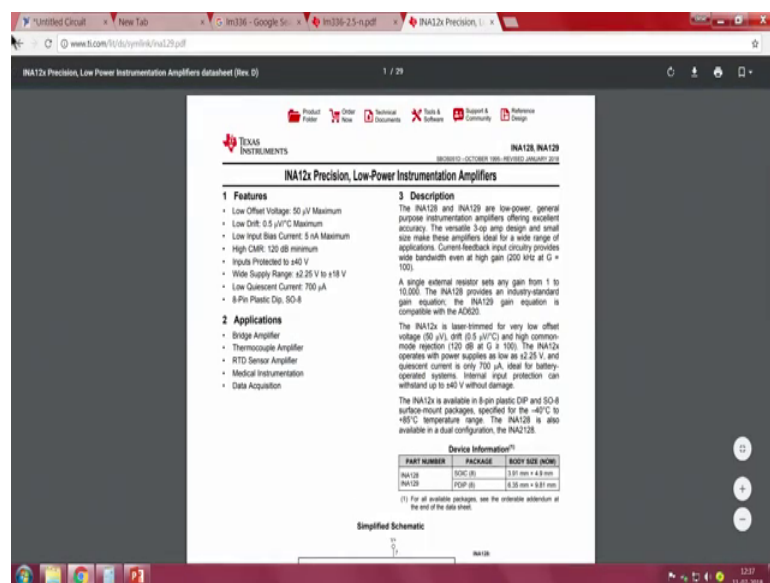 *Untitled Circuit
New Tab
lm336 - Google Se
lm336-2.5-n.pdf
INA12x Precision, L
www.ti.com/lit/ds/symlink/ina129.pdf
INA12x Precision, Low Power Instrumentation Amplifiers datasheet (Rev. D)
1 / 29
Product Folder
Order Now
Technical Documents
Tools & Software
Support & Community
Reference Design
TEXAS INSTRUMENTS
INA128, INA129
SBOS051D – OCTOBER 1995 – REVISED JANUARY 2018
INA12x Precision, Low-Power Instrumentation Amplifiers
1 Features
• Low Offset Voltage: 50 μV Maximum
• Low Drift: 0.5 μV/°C Maximum
• Low Input Bias Current: 5 nA Maximum
• High CMR: 120 dB minimum
• Inputs Protected to ±40 V
• Wide Supply Range: ±2.25 V to ±18 V
• Low Quiescent Current: 700 μA
• 8-Pin Plastic Dip, SO-8
2 Applications
• Bridge Amplifier
• Thermocouple Amplifier
• RTD Sensor Amplifier
• Medical Instrumentation
• Data Acquisition
3 Description
The INA128 and INA129 are low-power, general
purpose instrumentation amplifiers offering excellent
accuracy. The versatile 3-op amp design and small
size make these amplifiers ideal for a wide range of
applications. Current-feedback input circuitry provides
wide bandwidth even at high gain (200 kHz at G =
100).
A single external resistor sets any gain from 1 to
10,000. The INA128 provides an industry-standard
gain equation; the INA129 gain equation is
compatible with the AD620.
The INA12x is laser-trimmed for very low offset
voltage (50 μV), drift (0.5 μV/°C) and high common-
mode rejection (120 dB at G ≥ 100). The INA12x
operates with power supplies as low as ±2.25 V, and
quiescent current is only 700 μA, ideal for battery-
operated systems. Internal input protection can
withstand up to ±40 V without damage.
The INA12x is available in 8-pin plastic DIP and SO-8
surface-mount packages, specified for the –40°C to
+85°C temperature range. The INA128 is also
available in a dual configuration, the INA2128.
Device Information(1)
PART NUMBER PACKAGE BODY SIZE (NOM)
INA128 SOIC (8) 3.91 mm × 4.9 mm
INA129 PDIP (8) 6.35 mm × 9.81 mm
(1) For all available packages, see the orderable addendum at
the end of the data sheet.
Simplified Schematic
V+
7
INA128:
12:37